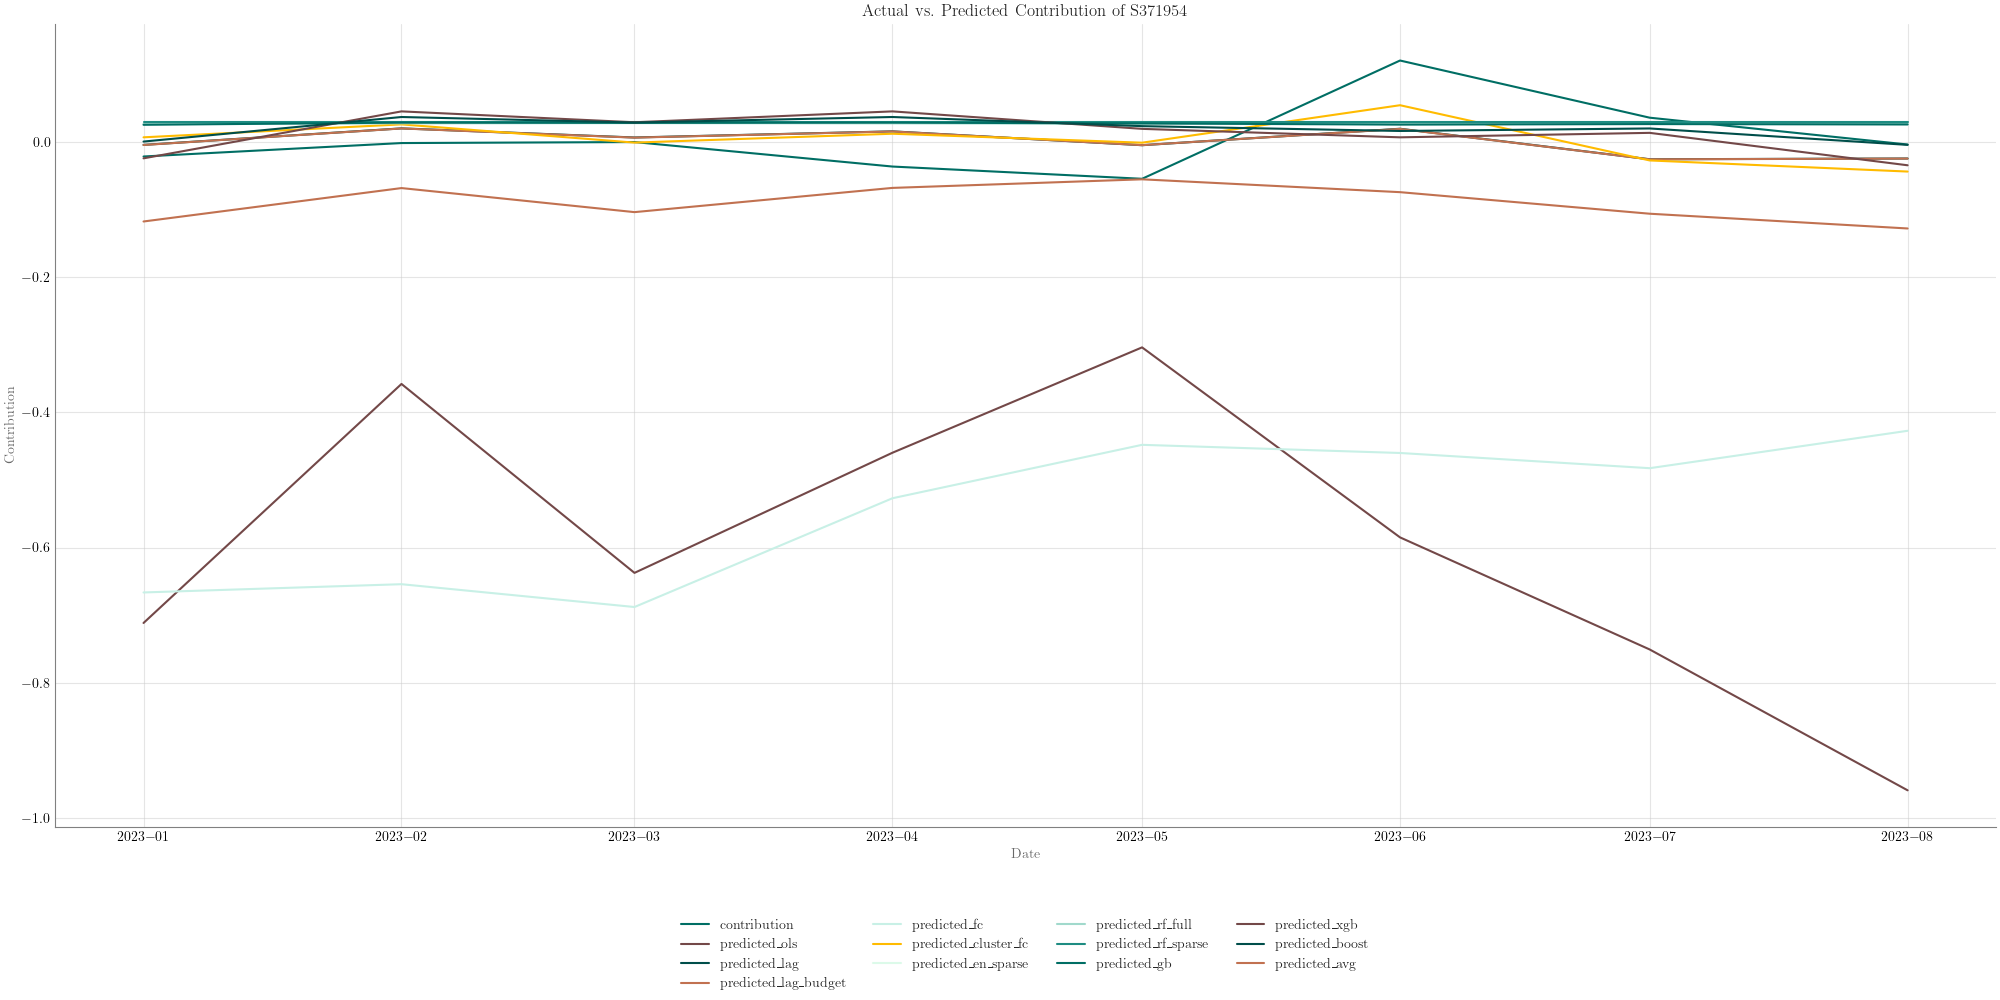 Actual vs. Predicted Contribution of S371954
Contribution
0.0
−0.2
−0.4
−0.6
−0.8
−1.0
2023−01 2023−02 2023−03 2023−04 2023−05 2023−06 2023−07 2023−08
Date
contribution predicted_fc predicted_rf_full predicted_xgb
predicted_ols predicted_cluster_fc predicted_rf_sparse predicted_boost
predicted_lag predicted_en_sparse predicted_gb predicted_avg
predicted_lag_budget